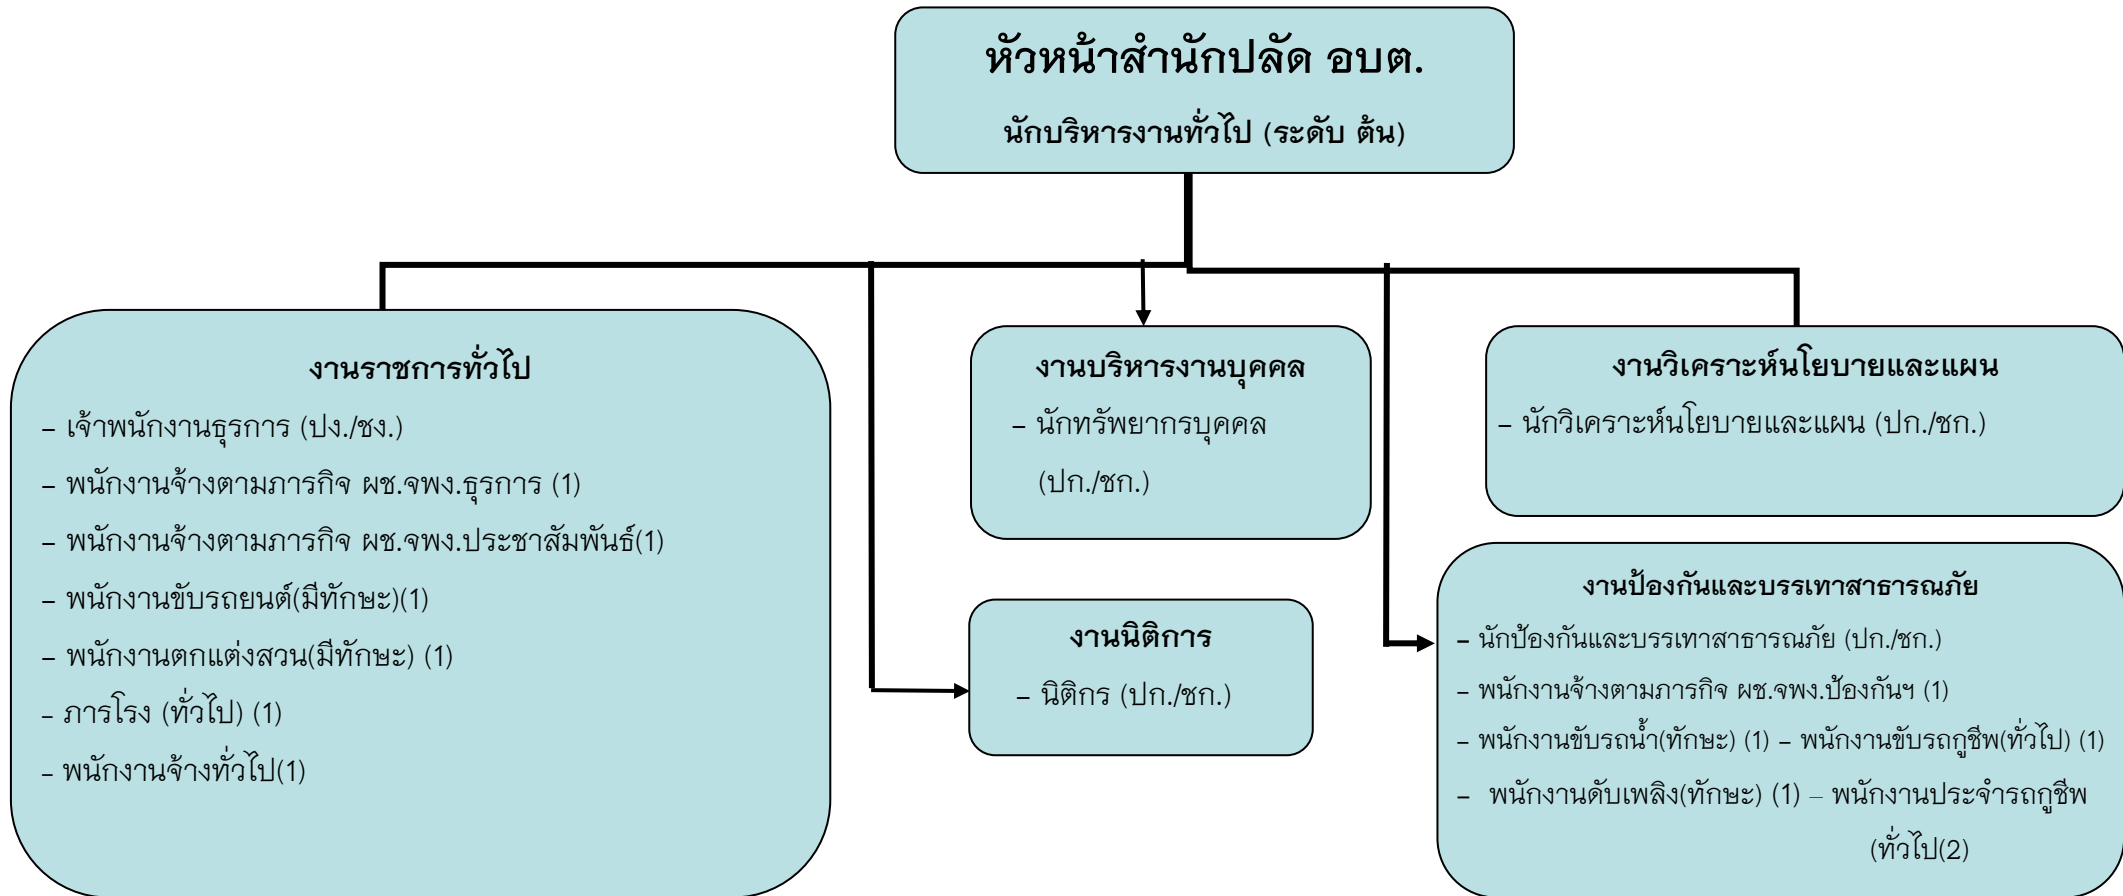 หัวหน้าสำนักปลัด อบต.
นักบริหารงานทั่วไป (ระดับ ต้น)
งานราชการทั่วไป
– เจ้าพนักงานธุรการ (ปง./ชง.)
– พนักงานจ้างตามภารกิจ ผช.จพง.ธุรการ (1)
– พนักงานจ้างตามภารกิจ ผช.จพง.ประชาสัมพันธ์(1)
– พนักงานขับรถยนต์(มีทักษะ)(1)
– พนักงานตกแต่งสวน(มีทักษะ) (1)
- ภารโรง (ทั่วไป) (1)
- พนักงานจ้างทั่วไป(1)
งานบริหารงานบุคคล
– นักทรัพยากรบุคคล
(ปก./ชก.)
งานนิติการ
– นิติกร (ปก./ชก.)
งานวิเคราะห์นโยบายและแผน
– นักวิเคราะห์นโยบายและแผน (ปก./ชก.)
งานป้องกันและบรรเทาสาธารณภัย
– นักป้องกันและบรรเทาสาธารณภัย (ปก./ชก.)
– พนักงานจ้างตามภารกิจ ผช.จพง.ป้องกันฯ (1)
– พนักงานขับรถน้ำ(ทักษะ) (1) – พนักงานขับรถกูชีพ(ทั่วไป) (1)
– พนักงานดับเพลิง(ทักษะ) (1) – พนักงานประจำรถกูชีพ
(ทั่วไป(2)